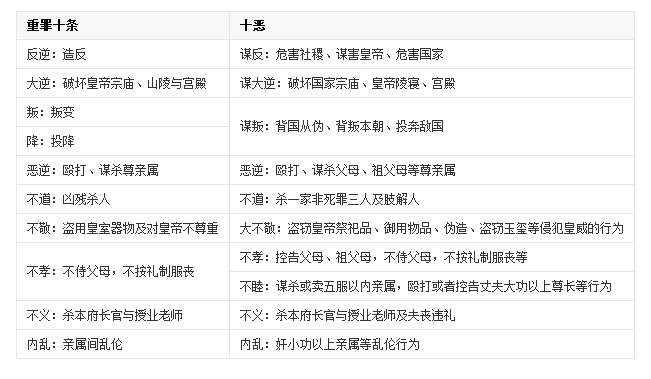 重罪十条 十恶
反逆：造反 谋反：危害社稷、谋害皇帝、危害国家
大逆：破坏皇帝宗庙、山陵与宫殿 谋大逆：破坏国家宗庙、皇帝陵寝、宫殿
叛：叛变
谋叛：背国从伪、背叛本朝、投奔敌国
降：投降
恶逆：殴打、谋杀尊亲属 恶逆：殴打、谋杀父母、祖父母等尊亲属
不道：凶残杀人 不道：杀一家非死罪三人及肢解人
不敬：盗用皇室器物及对皇帝不尊重 大不敬：盗窃皇帝祭祀品、御用物品、伪造、盗窃玉玺等侵犯皇威的行为
不孝：不侍父母，不按礼制服丧 不孝：控告父母、祖父母，不侍父母，不按礼制服丧等
不睦：谋杀或卖五服以内亲属，殴打或者控告丈夫大功以上尊长等行为
不义：杀本府长官与授业老师 不义：杀本府长官与授业老师及夫丧违礼
内乱：亲属间乱伦 内乱：奸小功以上亲属等乱伦行为